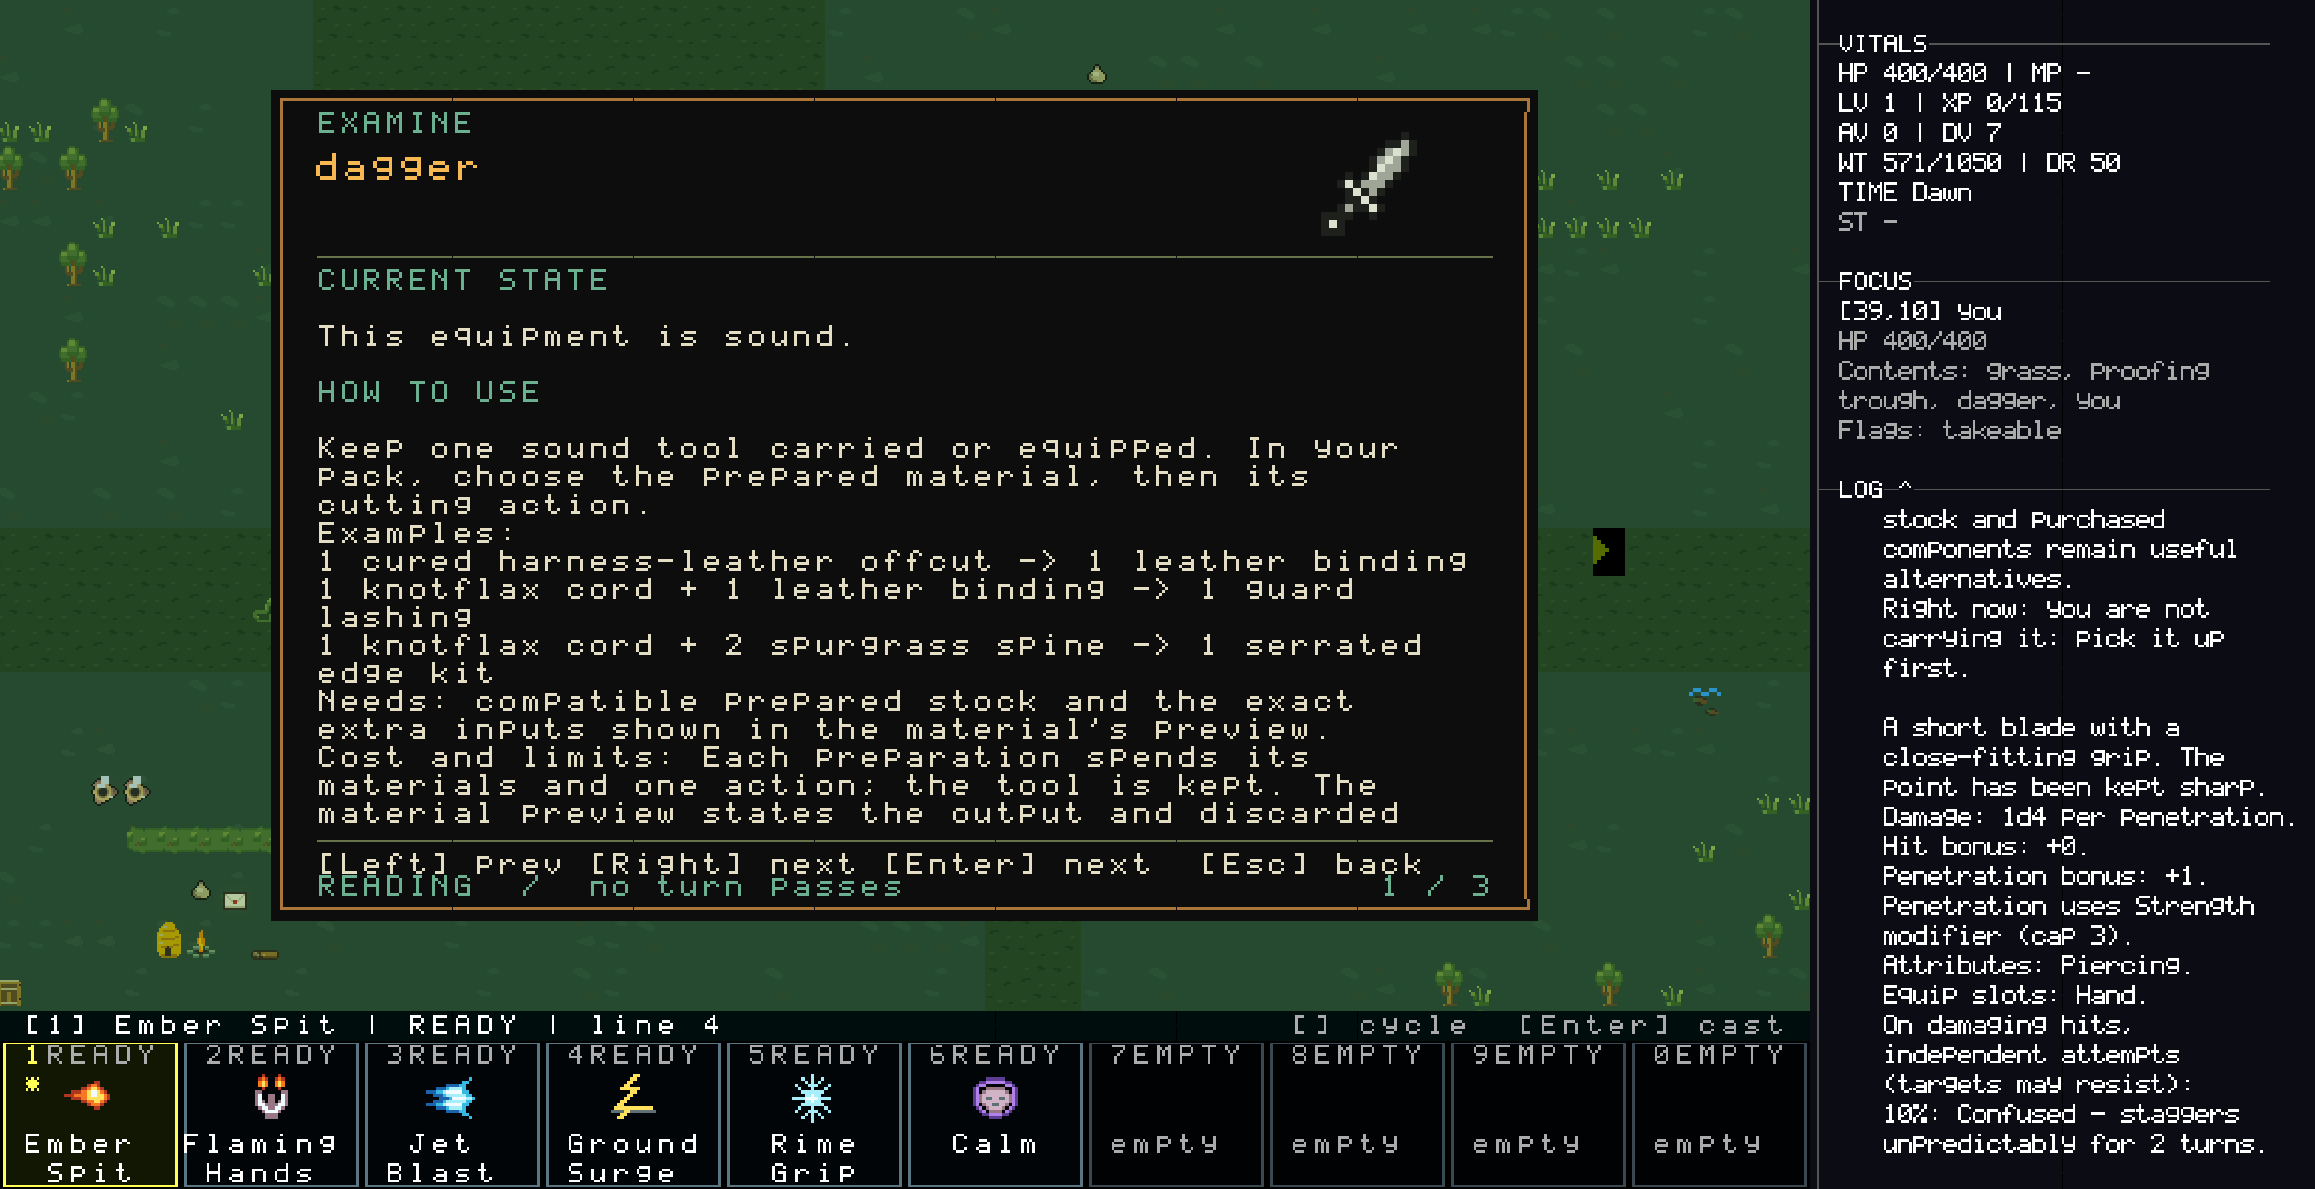 EXAMINE
dagger
CURRENT STATE
This equipment is sound.
HOW TO USE
Keep one sound tool carried or equipped. In your
pack, choose the prepared material, then its
cutting action.
Examples:
1 cured harness-leather offcut -> 1 leather binding
1 knotflax cord + 1 leather binding -> 1 guard
lashing
1 knotflax cord + 2 spurgrass spine -> 1 serrated
edge kit
Needs: compatible prepared stock and the exact
extra inputs shown in the material's preview.
Cost and limits: Each preparation spends its
materials and one action; the tool is kept. The
material preview states the output and discarded
[Left] prev [Right] next [Enter] next [Esc] back
READING / no turn passes 1 / 3
VITALS
HP 400/400 | MP -
LV 1 | XP 0/115
AV 0 | DV 7
WT 571/1050 | DR 50
TIME Dawn
ST -
FOCUS
[39,10] you
HP 400/400
Contents: grass, proofing
trough, dagger, you
Flags: takeable
LOG ^
stock and purchased
components remain useful
alternatives.
Right now: you are not
carrying it: pick it up
first.
A short blade with a
close-fitting grip. The
point has been kept sharp.
Damage: 1d4 per penetration.
Hit bonus: +0.
Penetration bonus: +1.
Penetration uses Strength
modifier (cap 3).
Attributes: Piercing.
Equip slots: Hand.
On damaging hits,
independent attempts
(targets may resist):
10%: Confused - staggers
unpredictably for 2 turns.
[1] Ember Spit | READY | line 4 [] cycle [Enter] cast
1READY 2READY 3READY 4READY 5READY 6READY 7EMPTY 8EMPTY 9EMPTY 0EMPTY
Ember Flaming Jet Ground Rime Calm empty empty empty empty
Spit Hands Blast Surge Grip